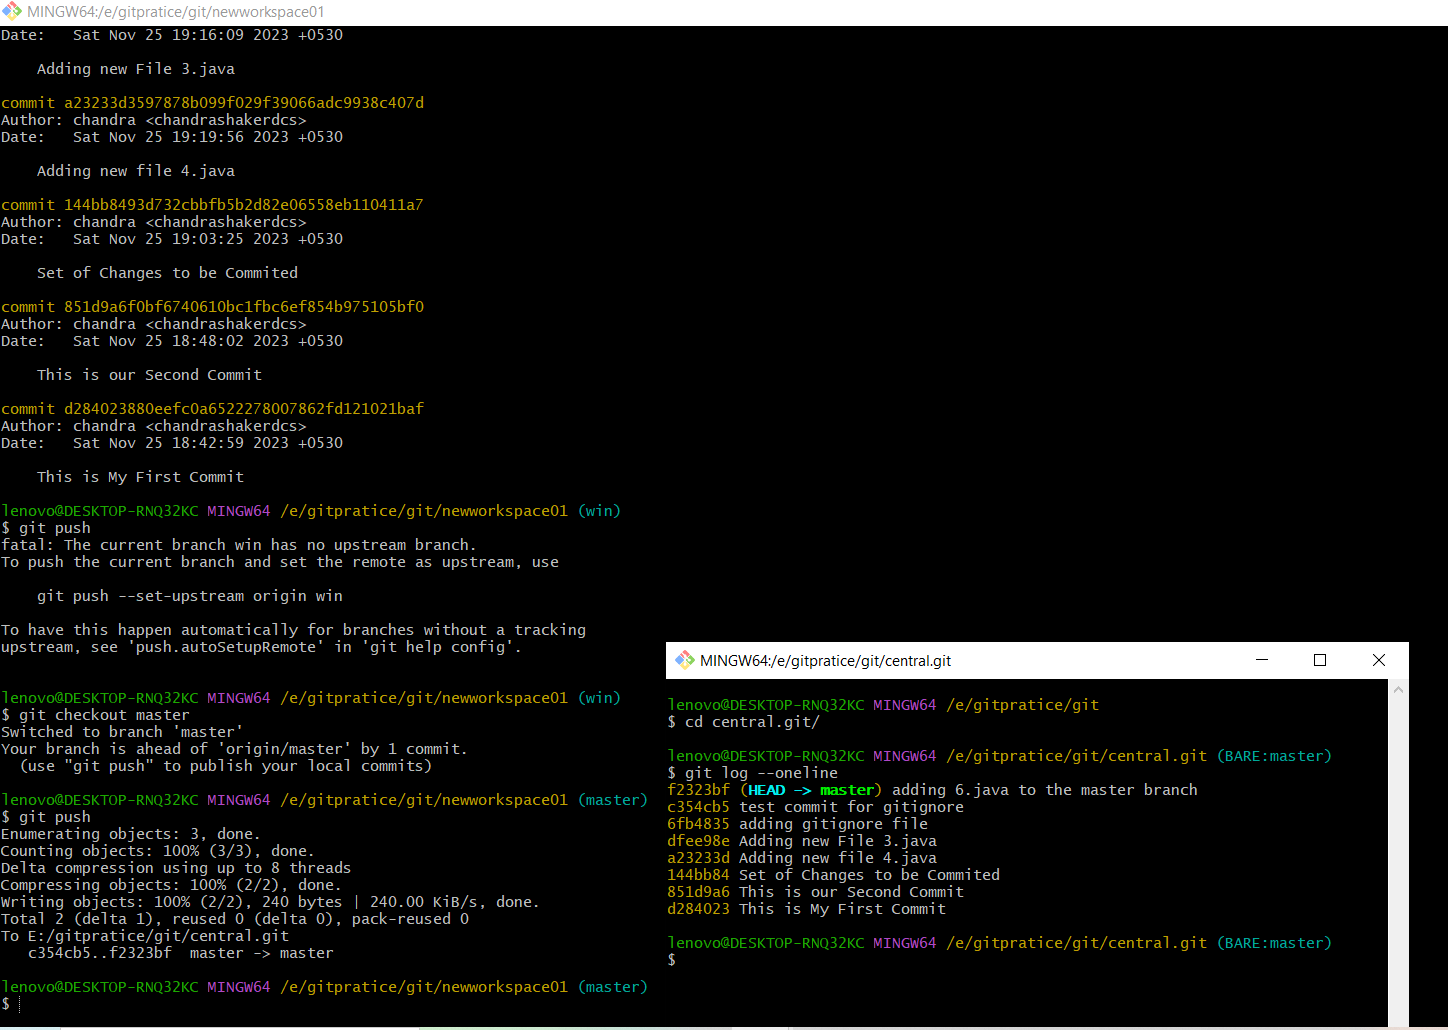 MINGW64:/e/gitpratice/git/newworkspace01
Date:   Sat Nov 25 19:16:09 2023 +0530
    Adding new File 3.java
commit a23233d3597878b099f029f39066adc9938c407d
Author: chandra <chandrashakerdcs>
Date:   Sat Nov 25 19:19:56 2023 +0530
    Adding new file 4.java
commit 144bb8493d732cbbfb5b2d82e06558eb110411a7
Author: chandra <chandrashakerdcs>
Date:   Sat Nov 25 19:03:25 2023 +0530
    Set of Changes to be Commited
commit 851d9a6f0bf6740610bc1fbc6ef854b975105bf0
Author: chandra <chandrashakerdcs>
Date:   Sat Nov 25 18:48:02 2023 +0530
    This is our Second Commit
commit d284023880eefc0a6522278007862fd121021baf
Author: chandra <chandrashakerdcs>
Date:   Sat Nov 25 18:42:59 2023 +0530
    This is My First Commit
lenovo@DESKTOP-RNQ32KC MINGW64 /e/gitpratice/git/newworkspace01 (win)
$ git push
fatal: The current branch win has no upstream branch.
To push the current branch and set the remote as upstream, use
    git push --set-upstream origin win
To have this happen automatically for branches without a tracking
upstream, see 'push.autoSetupRemote' in 'git help config'.
lenovo@DESKTOP-RNQ32KC MINGW64 /e/gitpratice/git/newworkspace01 (win)
$ git checkout master
Switched to branch 'master'
Your branch is ahead of 'origin/master' by 1 commit.
  (use "git push" to publish your local commits)
lenovo@DESKTOP-RNQ32KC MINGW64 /e/gitpratice/git/newworkspace01 (master)
$ git push
Enumerating objects: 3, done.
Counting objects: 100% (3/3), done.
Delta compression using up to 8 threads
Compressing objects: 100% (2/2), done.
Writing objects: 100% (2/2), 240 bytes | 240.00 KiB/s, done.
Total 2 (delta 1), reused 0 (delta 0), pack-reused 0
To E:/gitpratice/git/central.git
   c354cb5..f2323bf  master -> master
lenovo@DESKTOP-RNQ32KC MINGW64 /e/gitpratice/git/newworkspace01 (master)
$
MINGW64:/e/gitpratice/git/central.git
lenovo@DESKTOP-RNQ32KC MINGW64 /e/gitpratice/git
$ cd central.git/
lenovo@DESKTOP-RNQ32KC MINGW64 /e/gitpratice/git/central.git (BARE:master)
$ git log --oneline
f2323bf (HEAD -> master) adding 6.java to the master branch
c354cb5 test commit for gitignore
6fb4835 adding gitignore file
dfee98e Adding new File 3.java
a23233d Adding new file 4.java
144bb84 Set of Changes to be Commited
851d9a6 This is our Second Commit
d284023 This is My First Commit
lenovo@DESKTOP-RNQ32KC MINGW64 /e/gitpratice/git/central.git (BARE:master)
$